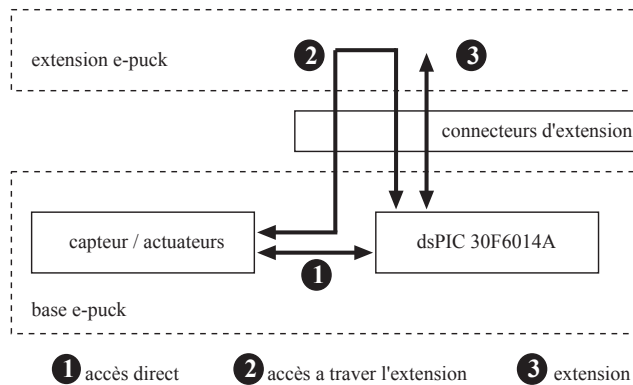 2
3
extension e-puck
connecteurs d'extension
capteur / actuateurs
dsPIC 30F6014A
1
base e-puck
1 accès direct
2 accès a traver l'extension
3 extension